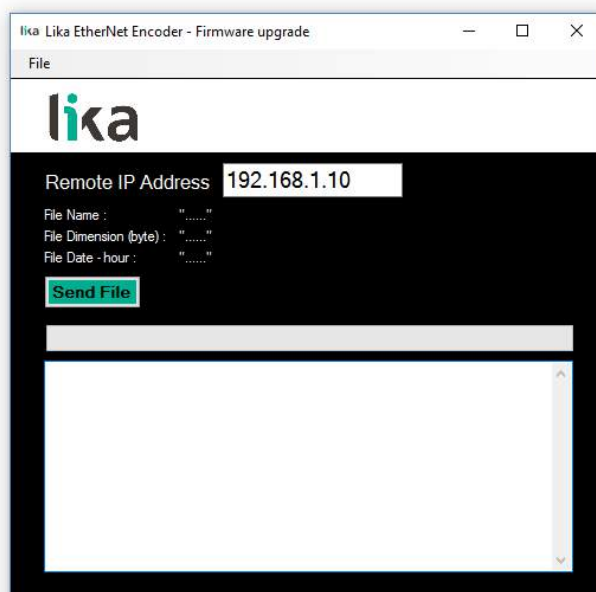 lika Lika EtherNet Encoder - Firmware upgrade
File
lika
Remote IP Address 192.168.1.10
File Name : "......"
File Dimension (byte) : "......"
File Date - hour : "......"
Send File